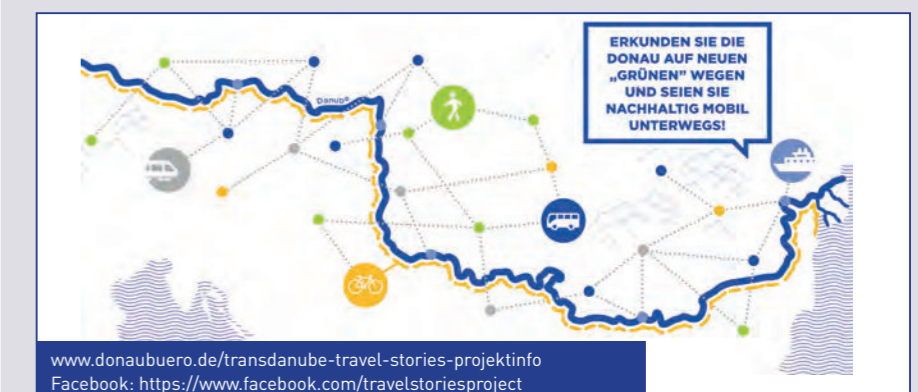 ERKUNDEN SIE DIE
DONAU AUF NEUEN
„GRÜNEN” WEGEN
UND SEIEN SIE
NACHHALTIG MOBIL
UNTERWEGS!
Danube
www.donaubuero.de/transdanube-travel-stories-projektinfo
Facebook: https://www.facebook.com/travelstoriesproject